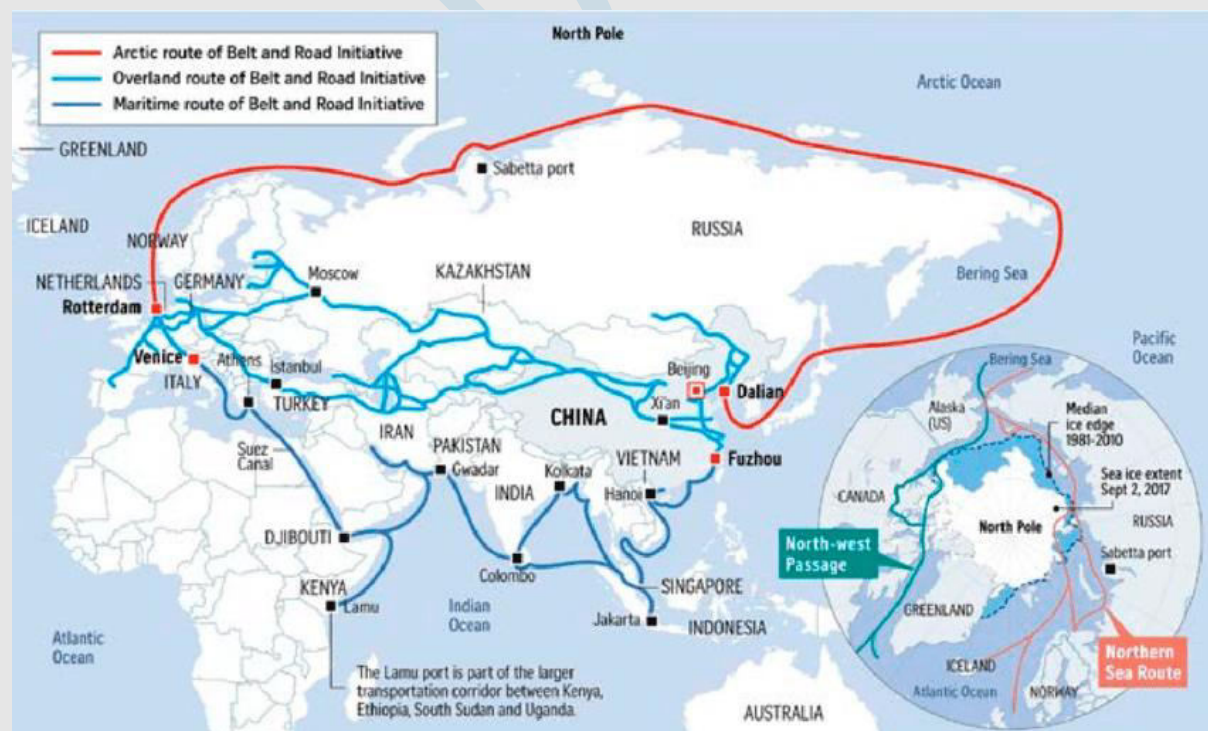 North Pole
Arctic route of Belt and Road Initiative
Overland route of Belt and Road Initiative
Maritime route of Belt and Road Initiative
Arctic Ocean
GREENLAND
Sabetta port
ICELAND
NORWAY
RUSSIA
Bering Sea
NETHERLANDS
GERMANY
Moscow
KAZAKHSTAN
Rotterdam
Pacific
Ocean
Venice
Athens
Istanbul
Beijing
Dalian
ITALY
TURKEY
CHINA
Xi'an
IRAN
PAKISTAN
Suez
Canal
Gwadar
Kolkata
VIETNAM
Fuzhou
INDIA
Hanoi
DJIBOUTI
Colombo
SINGAPORE
KENYA
Lamu
Indian
Ocean
Jakarta
INDONESIA
Atlantic
Ocean
The Lamu port is part of the larger
transportation corridor between Kenya,
Ethiopia, South Sudan and Uganda.
AUSTRALIA
Bering Sea
Alaska
(US)
Median
ice edge
1981-2010
Sea ice extent
Sept 2, 2017
CANADA
North Pole
RUSSIA
Sabetta port
North-west
Passage
GREENLAND
ICELAND
Northern
Sea Route
Atlantic Ocean
NORWAY